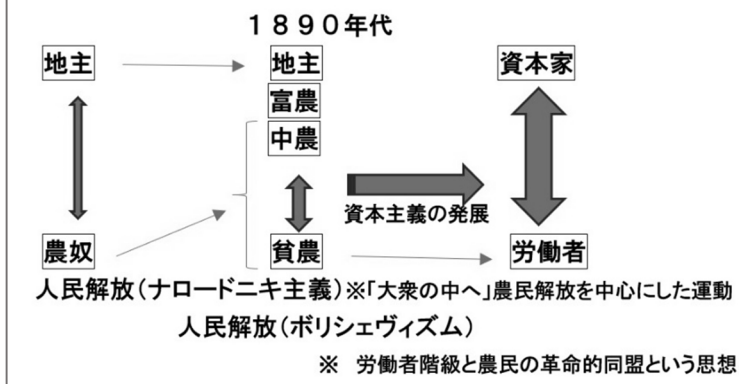 １８９０年代
地主
地主
資本家
富農
中農
資本主義の発展
農奴
貧農
労働者
人民解放（ナロードニキ主義）※「大衆の中へ」農民解放を中心にした運動
人民解放（ボリシェヴィズム）
※　労働者階級と農民の革命的同盟という思想